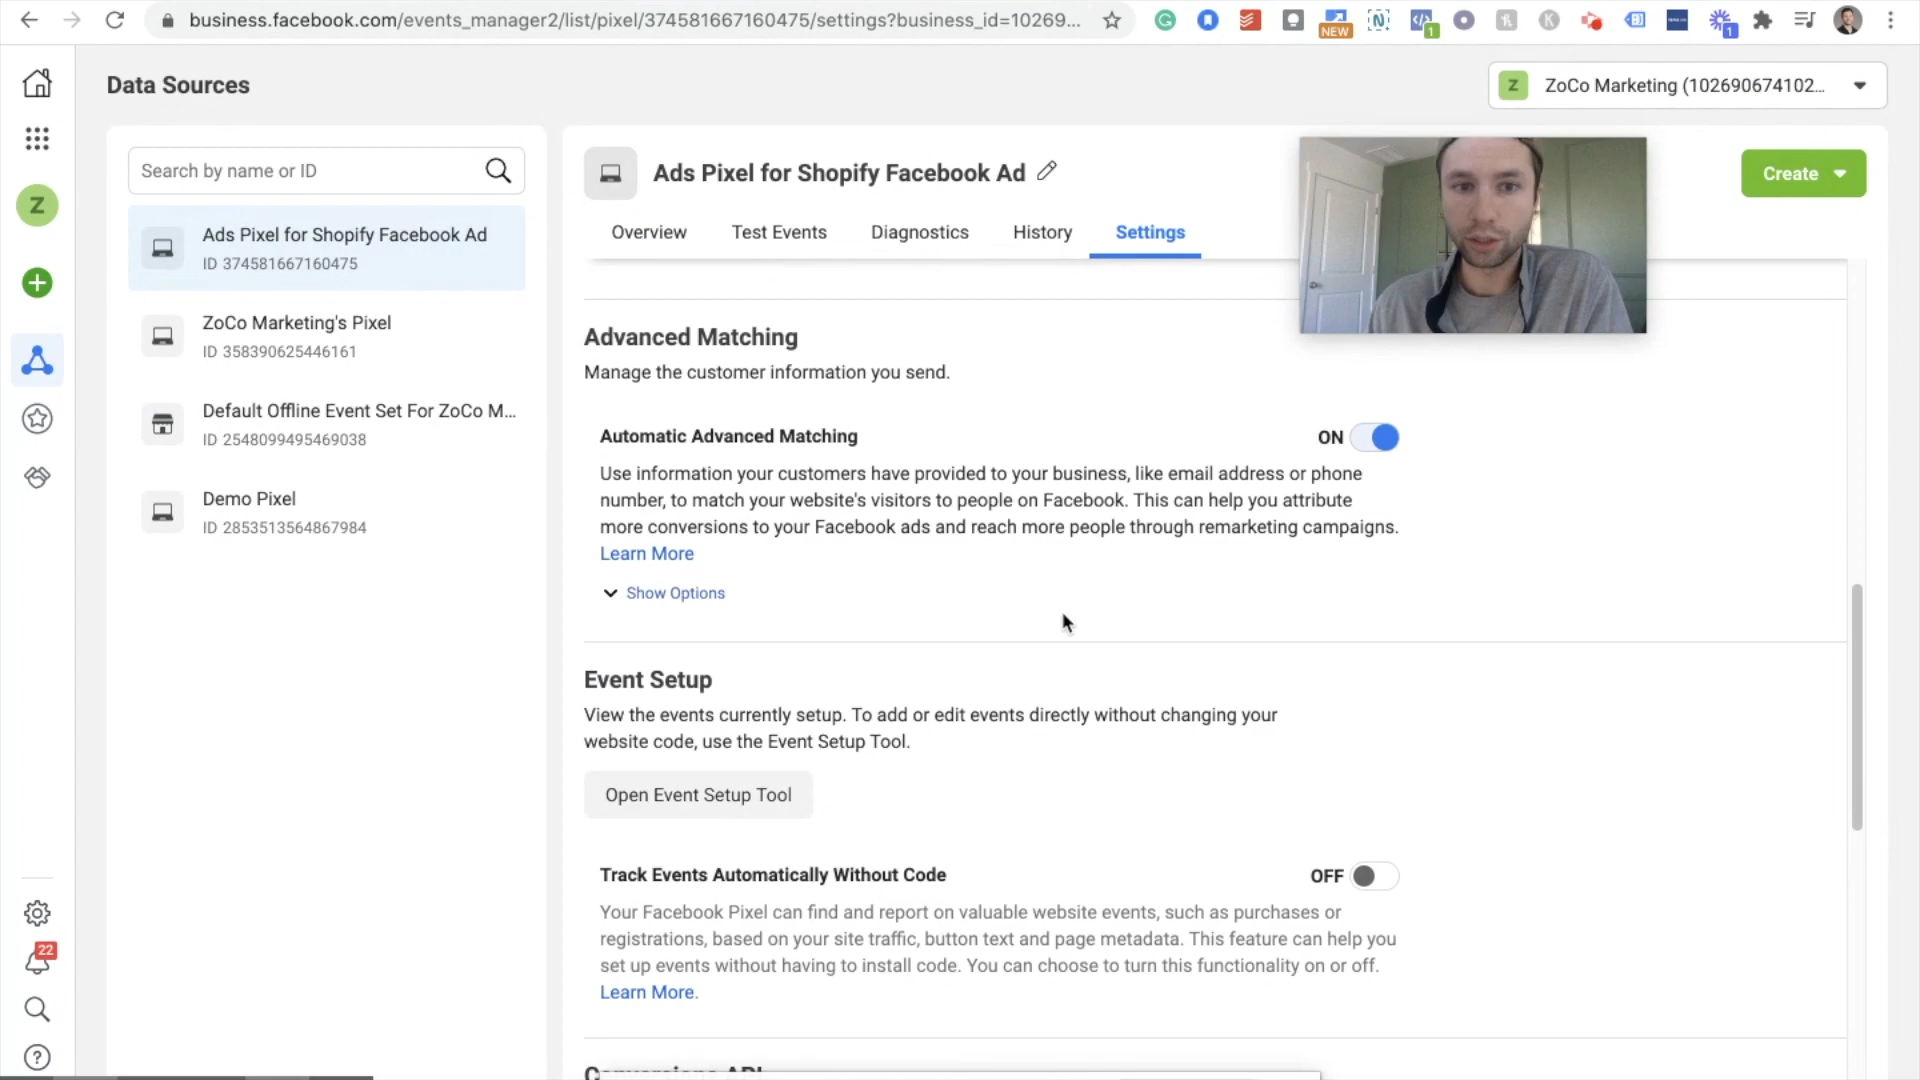 business.facebook.com/events_manager2/list/pixel/374581667160475/settings?business_id=10269...
NEW
1
1
Data Sources
Z
ZoCo Marketing (102690674102...
Search by name or ID
Ads Pixel for Shopify Facebook Ad
ID 374581667160475
ZoCo Marketing's Pixel
ID 358390625446161
Default Offline Event Set For ZoCo M...
ID 2548099495469038
Demo Pixel
ID 2853513564867984
Z
22
Ads Pixel for Shopify Facebook Ad
Create
Overview
Test Events
Diagnostics
History
Settings
Advanced Matching
Manage the customer information you send.
Automatic Advanced Matching
ON
Use information your customers have provided to your business, like email address or phone
number, to match your website's visitors to people on Facebook. This can help you attribute
more conversions to your Facebook ads and reach more people through remarketing campaigns.
Learn More
Show Options
Event Setup
View the events currently setup. To add or edit events directly without changing your
website code, use the Event Setup Tool.
Open Event Setup Tool
Track Events Automatically Without Code
OFF
Your Facebook Pixel can find and report on valuable website events, such as purchases or
registrations, based on your site traffic, button text and page metadata. This feature can help you
set up events without having to install code. You can choose to turn this functionality on or off.
Learn More.
Conversions API